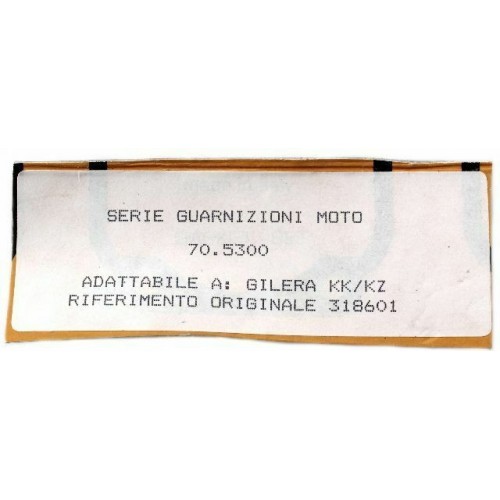 SERIE GUARNIZIONI MOTO
70.5300
ADATTABILE A: GILERA KK/KZ
RIFERIMENTO ORIGINALE 318601